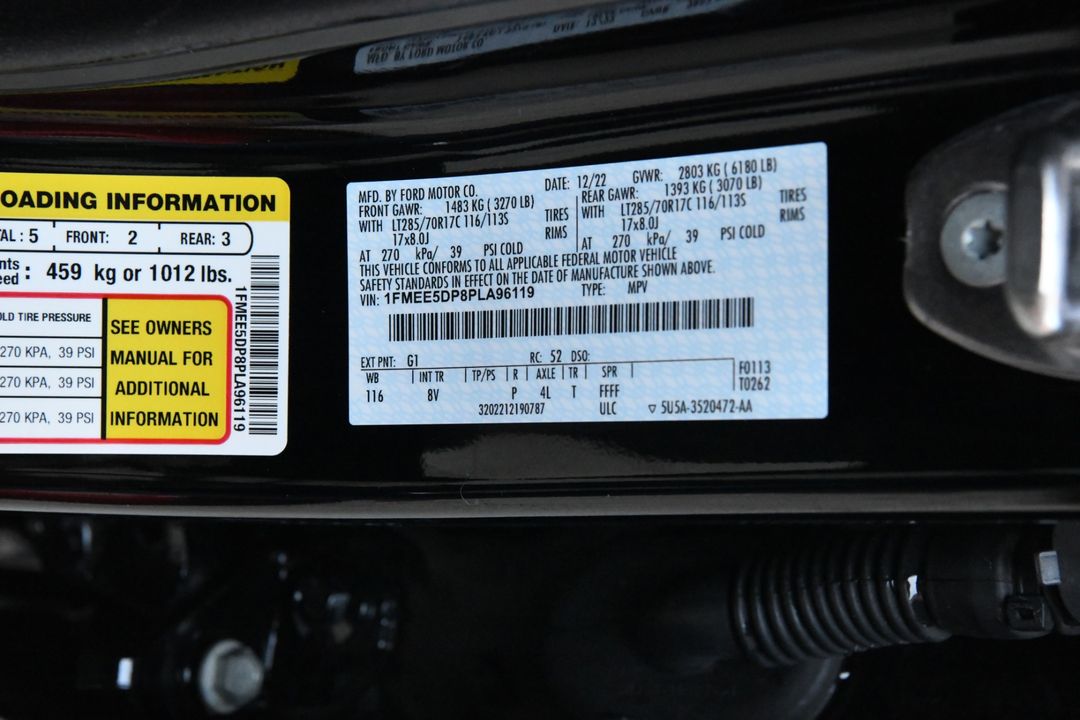 OADING INFORMATION
TAL : 5 FRONT: 2 REAR: 3
nts
eed : 459 kg or 1012 lbs.
OLD TIRE PRESSURE
270 KPA, 39 PSI
270 KPA, 39 PSI
270 KPA, 39 PSI
SEE OWNERS
MANUAL FOR
ADDITIONAL
INFORMATION
1FMEE5DP8PLA96119
MFD. BY FORD MOTOR CO. DATE: 12/22 GVWR: 2803 KG ( 6180 LB)
FRONT GAWR: 1483 KG ( 3270 LB) REAR GAWR: 1393 KG ( 3070 LB)
WITH LT285/70R17C 116/113S TIRES WITH LT285/70R17C 116/113S TIRES
17x8.0J RIMS 17x8.0J RIMS
AT 270 kPa/ 39 PSI COLD AT 270 kPa/ 39 PSI COLD
THIS VEHICLE CONFORMS TO ALL APPLICABLE FEDERAL MOTOR VEHICLE
SAFETY STANDARDS IN EFFECT ON THE DATE OF MANUFACTURE SHOWN ABOVE.
VIN: 1FMEE5DP8PLA96119 TYPE: MPV
EXT PNT: G1 RC: 52 DSO:
WB INT TR TP/PS R AXLE TR SPR F0113
116 8V P 4L T FFFF T0262
3202212190787 ULC ▽ 5U5A-3520472-AA